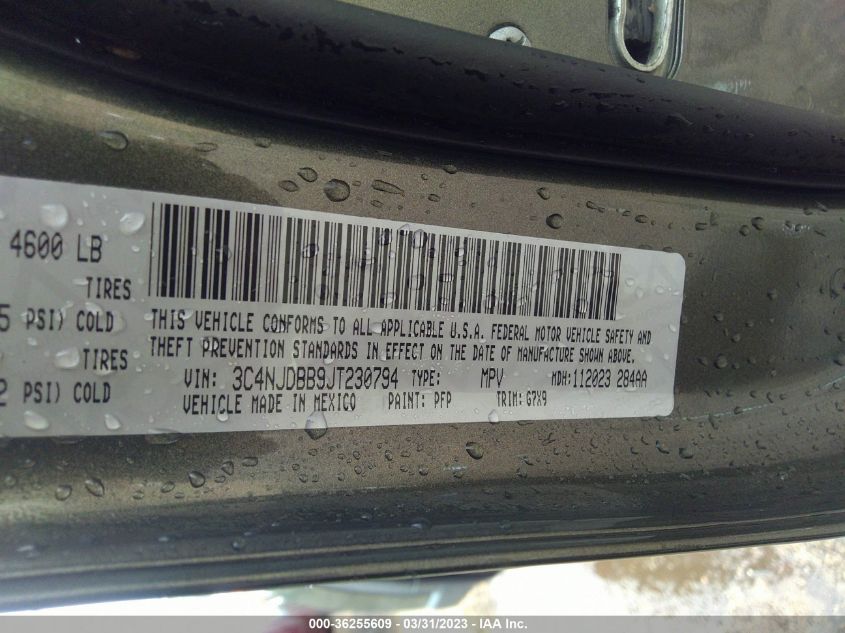 4600 LB
TIRES
5 PSI) COLD
TIRES
2 PSI) COLD
THIS VEHICLE CONFORMS TO ALL APPLICABLE U.S.A. FEDERAL MOTOR VEHICLE SAFETY AND
THEFT PREVENTION STANDARDS IN EFFECT ON THE DATE OF MANUFACTURE SHOWN ABOVE.
VIN: 3C4NJDBB9JT230794 TYPE: MPV MDH:112023 284AA
VEHICLE MADE IN MEXICO PAINT: PFP TRIM: G7X9
000-36255609 - 03/31/2023 - IAA Inc.